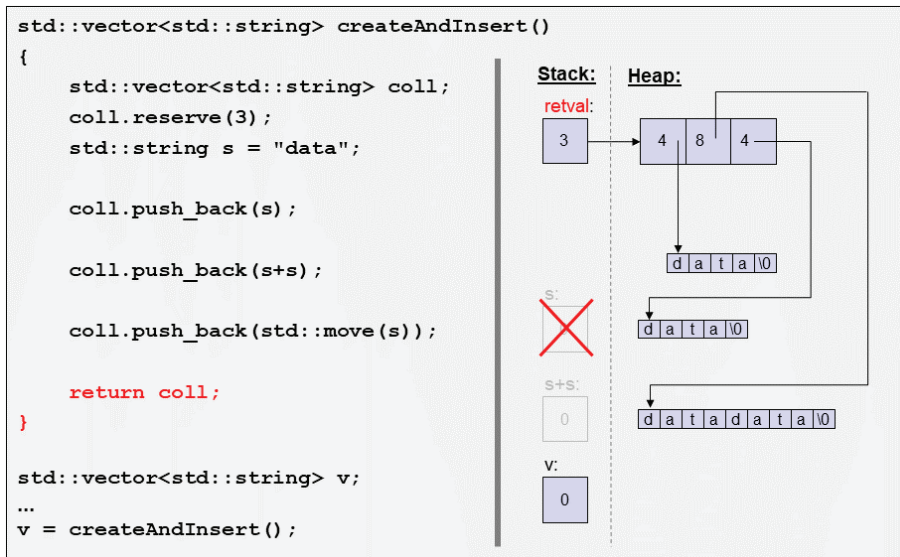 std::vector<std::string> createAndInsert()
{
std::vector<std::string> coll;
coll.reserve(3);
std::string s = "data";
coll.push_back(s);
coll.push_back(s+s);
coll.push_back(std::move(s));
return coll;
}
std::vector<std::string> v;
...
v = createAndInsert();
Stack: Heap:
retval:
3 4 8 4
d a t a \0
s:
d a t a \0
s+s:
0 d a t a d a t a \0
v:
0